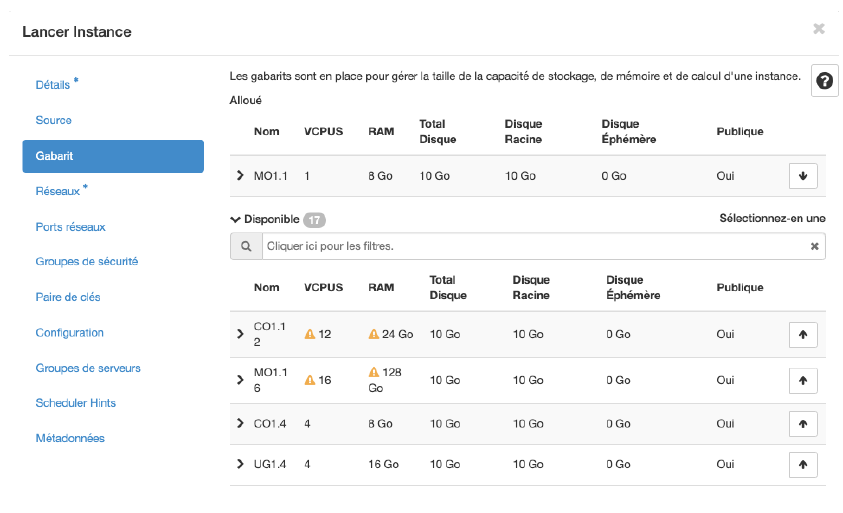 Lancer Instance
Détails *
Source
Gabarit
Réseaux *
Ports réseaux
Groupes de sécurité
Paire de clés
Configuration
Groupes de serveurs
Scheduler Hints
Métadonnées
Les gabarits sont en place pour gérer la taille de la capacité de stockage, de mémoire et de calcul d'une instance.
Alloué
Nom VCPUS RAM Total Disque Disque Racine Disque Éphémère Publique
MO1.1 1 8 Go 10 Go 10 Go 0 Go Oui
Disponible 17 Sélectionnez-en une
Cliquer ici pour les filtres.
Nom VCPUS RAM Total Disque Disque Racine Disque Éphémère Publique
CO1.12 12 24 Go 10 Go 10 Go 0 Go Oui
MO1.16 16 128 Go 10 Go 10 Go 0 Go Oui
CO1.4 4 8 Go 10 Go 10 Go 0 Go Oui
UG1.4 4 16 Go 10 Go 10 Go 0 Go Oui